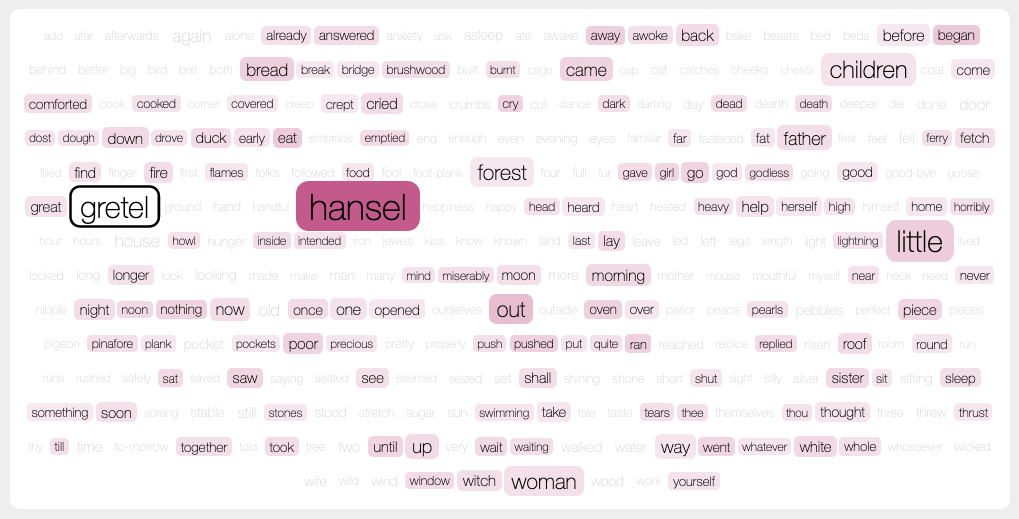 add afar afterwards again alone already answered anxiety ask asleep ate awake away awoke back bake beasts bed beds before began
behind better big bird boil both bread break bridge brushwood built burnt cage came cap cat catches cheeks chests children coat come
comforted cook cooked corner covered creep crept cried cross crumbs cry cut dance dark darting day dead dearth death deeper die done door
dost dough down drove duck early eat embrace emptied end enough even evening eyes familiar far fastened fat father fear feel fell ferry fetch
filled find finger fire first flames folks followed food fool foot-plank forest four full fur gave girl go god godless going good good-bye goose
great gretel ground hand handful hansel happiness happy head heard heart heated heavy help herself high himself home horribly
hour hours house howl hunger inside intended iron jewels kiss know known land last lay leave led left legs length light lightning little lived
locked long longer look looking made make man many mind miserably moon more morning mother mouse mouthful myself near neck need never
nibble night noon nothing now old once one opened ourselves out outside oven over parlor peace pearls pebbles perfect piece pieces
pigeon pinafore plank pocket pockets poor precious pretty properly push pushed put quite ran reached rejoice replied risen roof room round run
runs rushed safely sat saved saw saying seated see seemed seized set shall shining shone short shut sight silly silver sister sit sitting sleep
something soon sprang stable still stones stood stretch sugar sun swimming take tale taste tears thee themselves thou thought three threw thrust
thy till time to-morrow together told took tree two until up very wait waiting walked water way went whatever white whole whosoever wicked
wife wild wind window witch woman wood work yourself